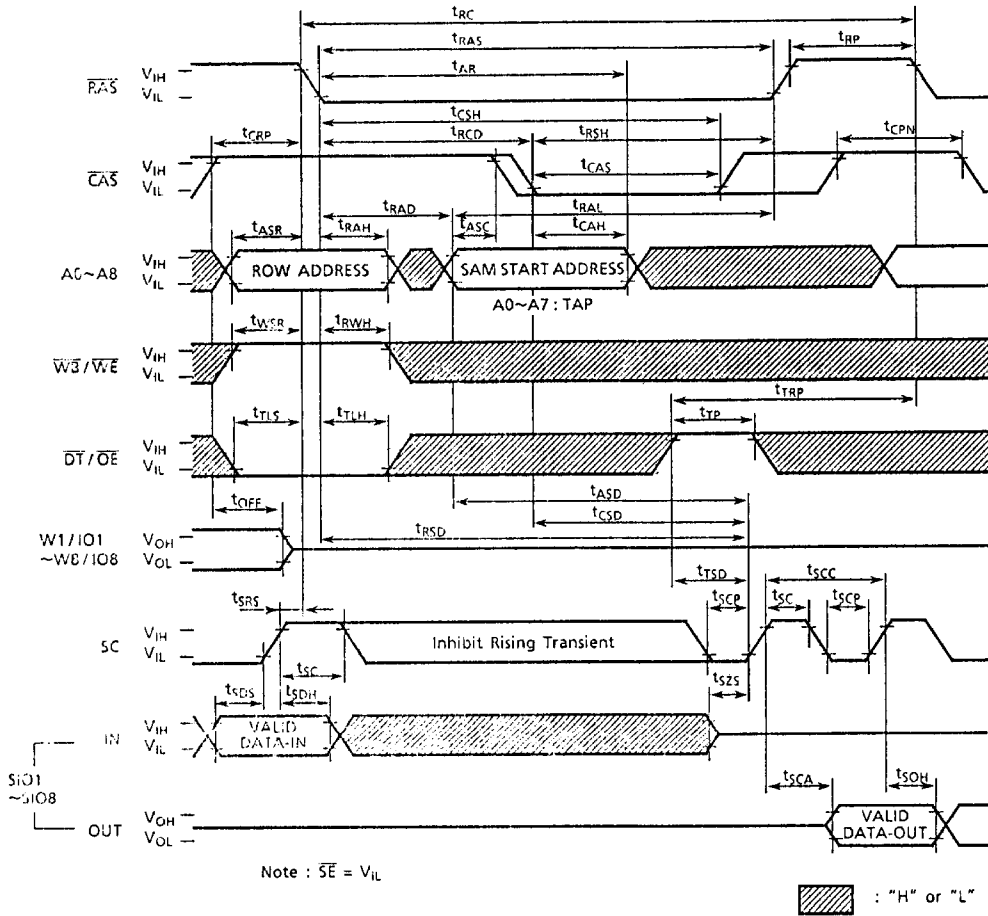 tRC
tRAS
tRP
tAR
RAS
VIH
VIL
tCSH
tCRP
tRCD
tRSH
tCPN
tCAS
CAS
VIH
VIL
tRAD
tRAL
tASR
tRAH
tASC
tCAH
A0~A8
VIH
VIL
ROW ADDRESS
SAM START ADDRESS
A0~A7 : TAP
tWSR
tRWH
WB/WE
VIH
VIL
tTRP
tTLS
tTLH
tTP
DT/OE
VIH
VIL
tOFF
tASD
tCSD
tRSD
W1/IO1
~W8/IO8
VOH
VOL
tTSD
tSCC
tSRS
tSCP
tSC
tSCP
SC
VIH
VIL
Inhibit Rising Transient
tSC
tSZS
tSDS
tSDH
IN
VIH
VIL
VALID
DATA-IN
SIO1
~SIO8
tSCA
tSOH
OUT
VOH
VOL
VALID
DATA-OUT
Note : SE = VIL
: "H" or "L"